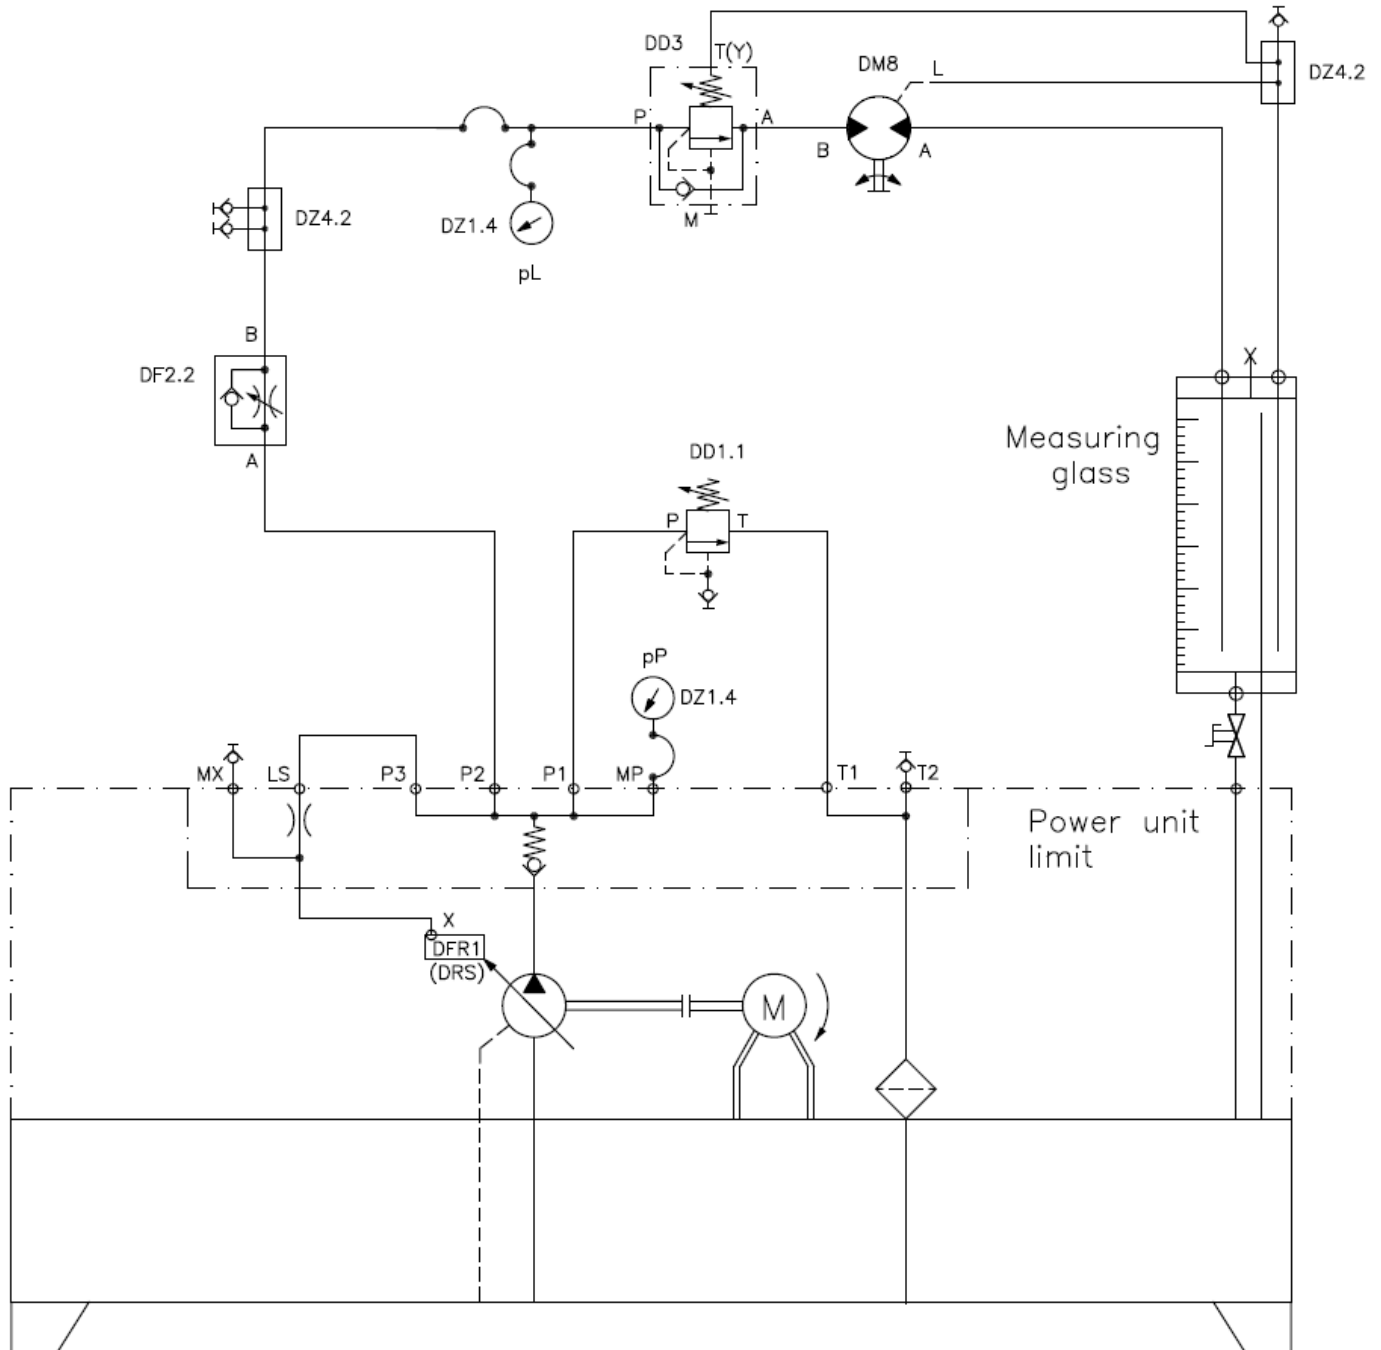 DD3
T(Y)
DM8
L
DZ4.2
P
A
B
A
M
DZ4.2
DZ1.4
pL
B
DF2.2
A
Measuring
glass
X
DD1.1
P
T
pP
DZ1.4
MX
LS
P3
P2
P1
MP
T1
T2
Power unit
limit
X
DFR1
(DRS)
M